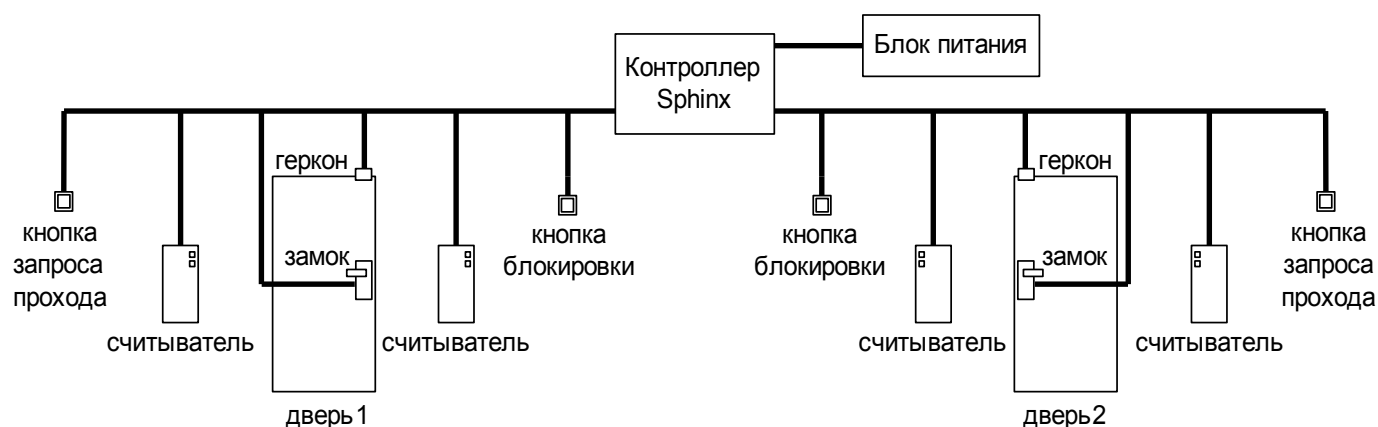 Блок питания
Контроллер
Sphinx
геркон
геркон
кнопка
запроса
прохода
замок
кнопка
блокировки
кнопка
блокировки
замок
кнопка
запроса
прохода
считыватель
считыватель
считыватель
считыватель
дверь1
дверь2